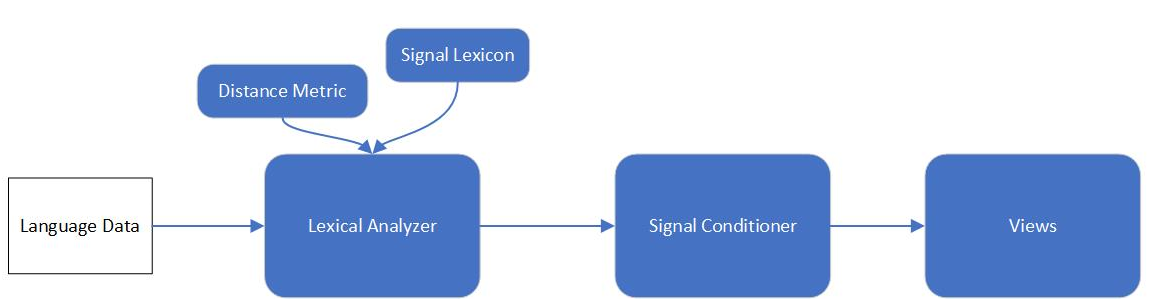 Signal Lexicon
Distance Metric
Language Data
Lexical Analyzer
Signal Conditioner
Views